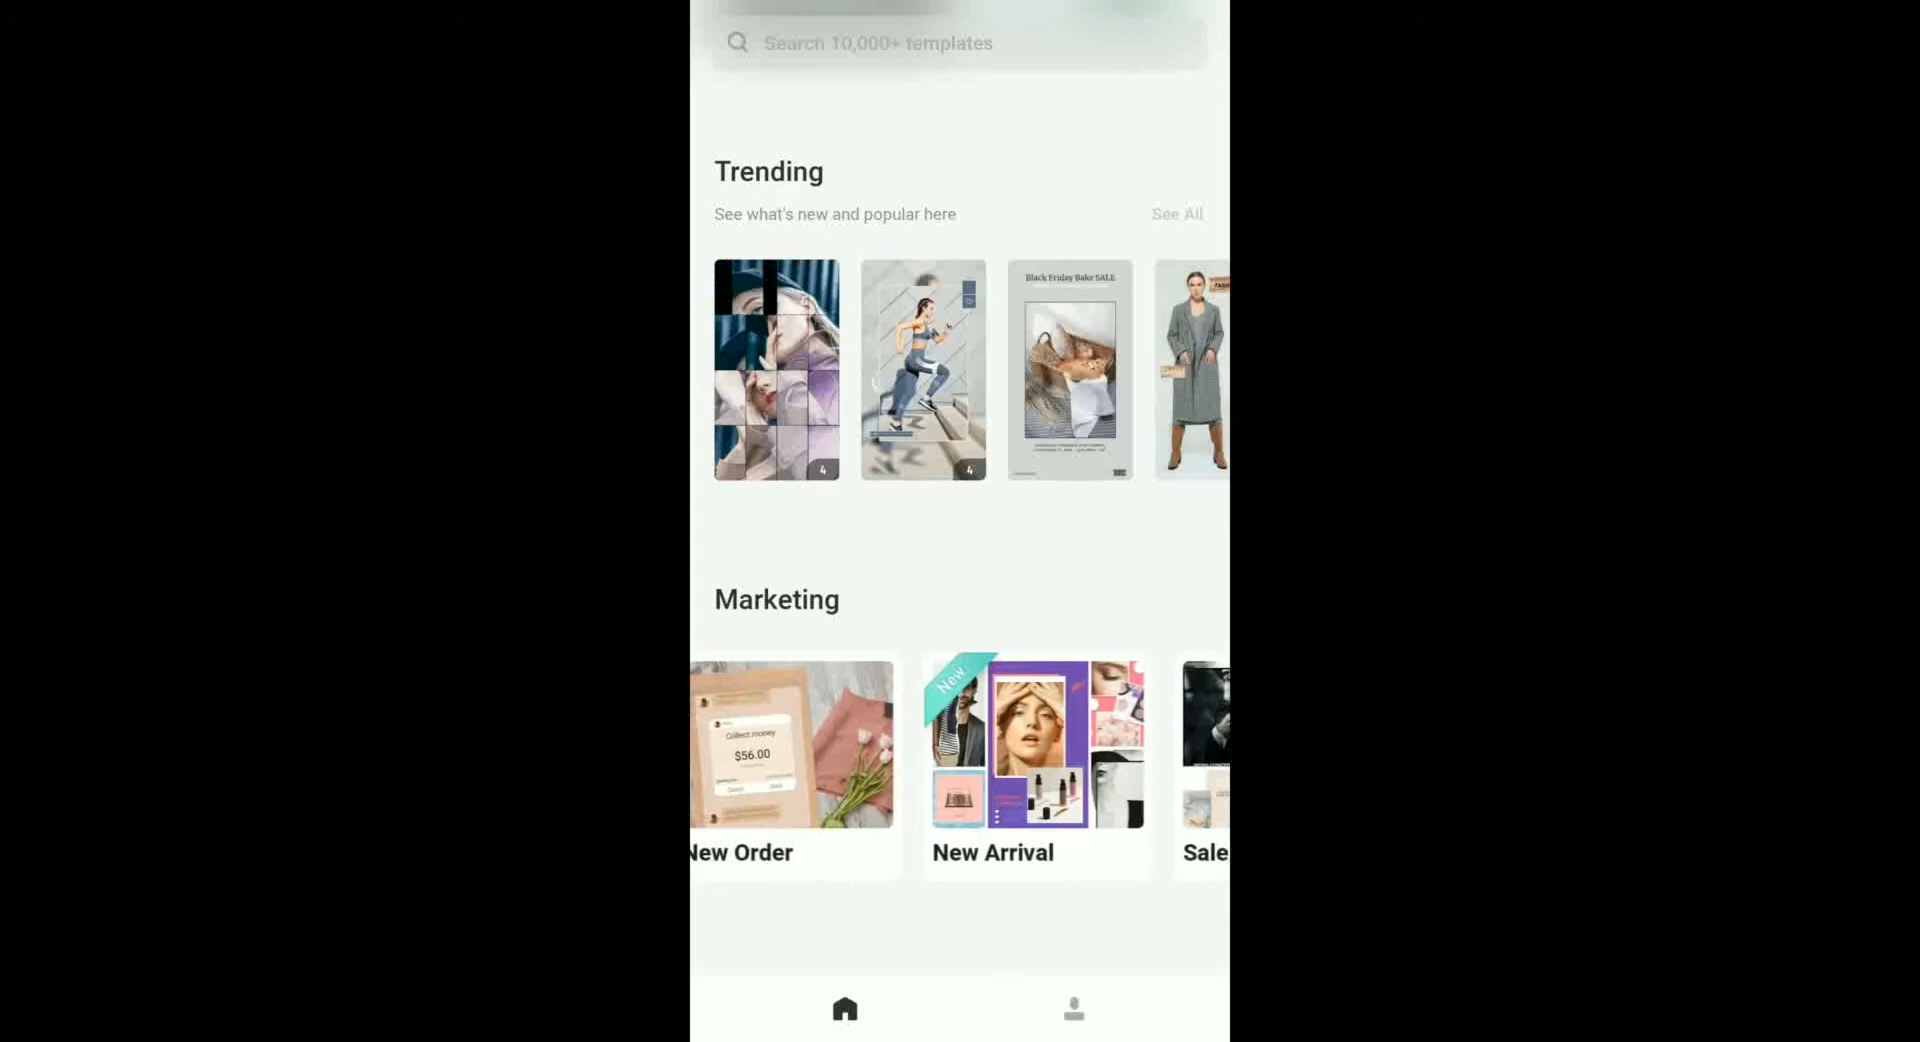 Search 10,000+ templates
Trending
See what's new and popular here
See All
4
4
Black Friday Bake SALE
Marketing
New
Collect money
$56.00
New Order
New Arrival
Sale